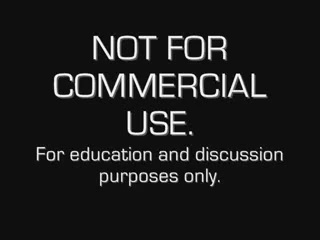 NOT FOR
COMMERCIAL
USE.
For education and discussion
purposes only.